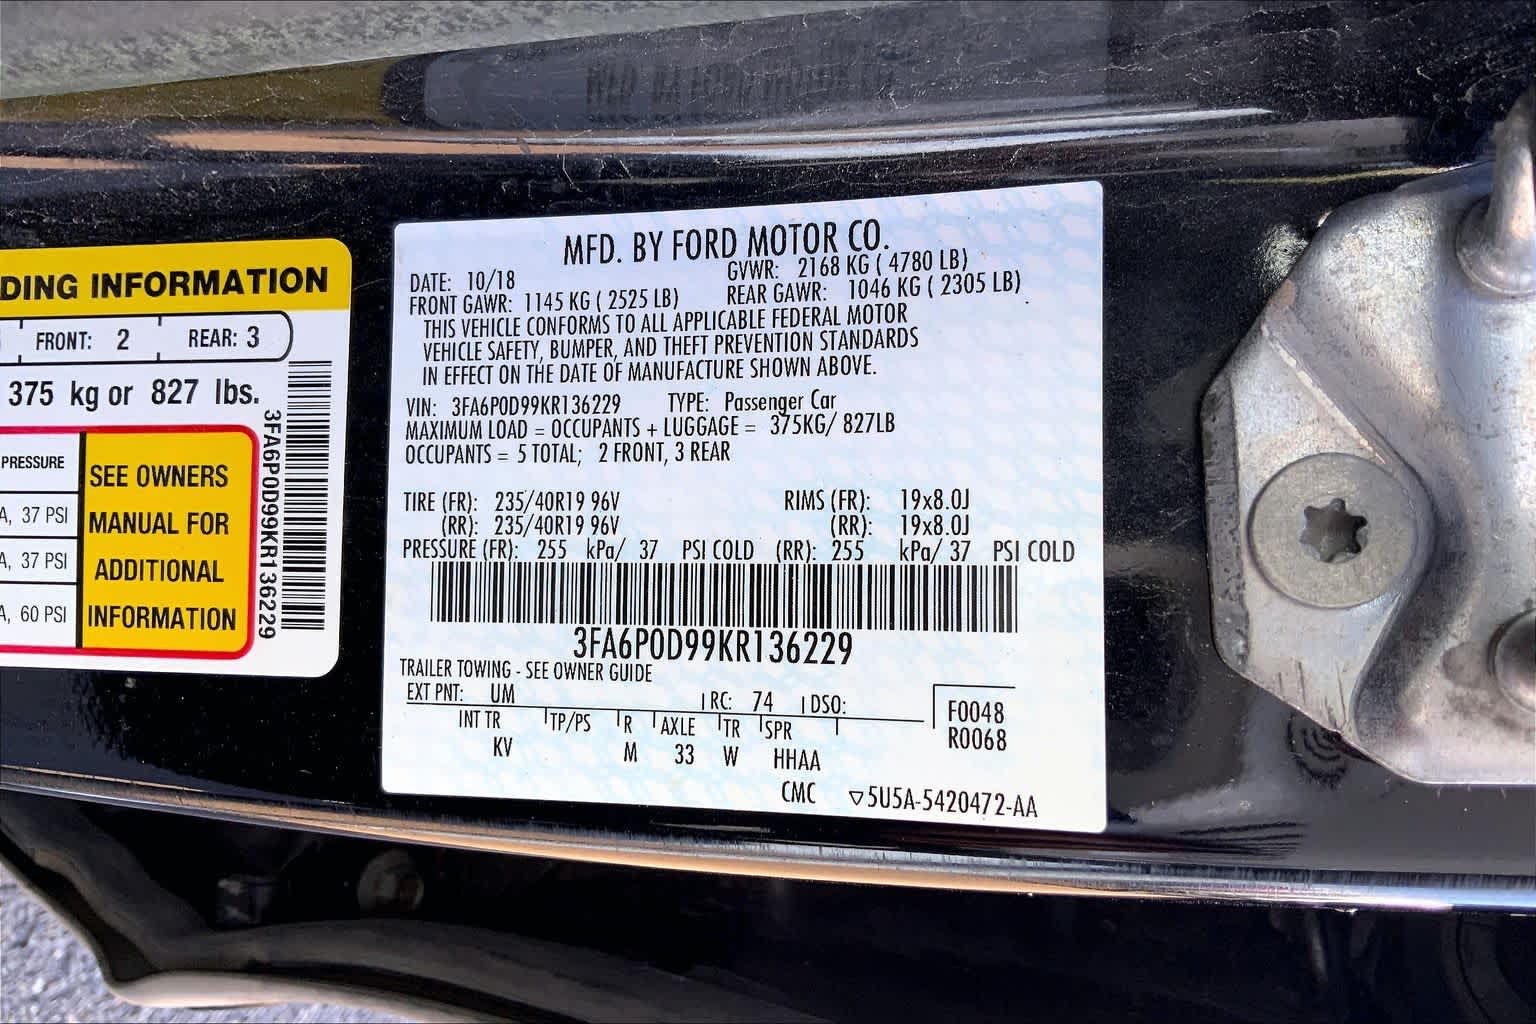 DING INFORMATION
FRONT: 2 REAR: 3
375 kg or 827 lbs.
PRESSURE
A, 37 PSI
A, 37 PSI
A, 60 PSI
SEE OWNERS
MANUAL FOR
ADDITIONAL
INFORMATION
3FA6P0D99KR136229
MFD. BY FORD MOTOR CO.
DATE: 10/18 GVWR: 2168 KG ( 4780 LB)
FRONT GAWR: 1145 KG ( 2525 LB) REAR GAWR: 1046 KG ( 2305 LB)
THIS VEHICLE CONFORMS TO ALL APPLICABLE FEDERAL MOTOR
VEHICLE SAFETY, BUMPER, AND THEFT PREVENTION STANDARDS
IN EFFECT ON THE DATE OF MANUFACTURE SHOWN ABOVE.
VIN: 3FA6P0D99KR136229 TYPE: Passenger Car
MAXIMUM LOAD = OCCUPANTS + LUGGAGE = 375KG/ 827LB
OCCUPANTS = 5 TOTAL; 2 FRONT, 3 REAR
TIRE (FR): 235/40R19 96V RIMS (FR): 19x8.0J
(RR): 235/40R19 96V (RR): 19x8.0J
PRESSURE (FR): 255 kPa/ 37 PSI COLD (RR): 255 kPa/ 37 PSI COLD
3FA6P0D99KR136229
TRAILER TOWING - SEE OWNER GUIDE
EXT PNT: UM RC: 74 DSO:
INT TR TP/PS R AXLE TR SPR
KV M 33 W HHAA
F0048
R0068
CMC ▽5U5A-5420472-AA